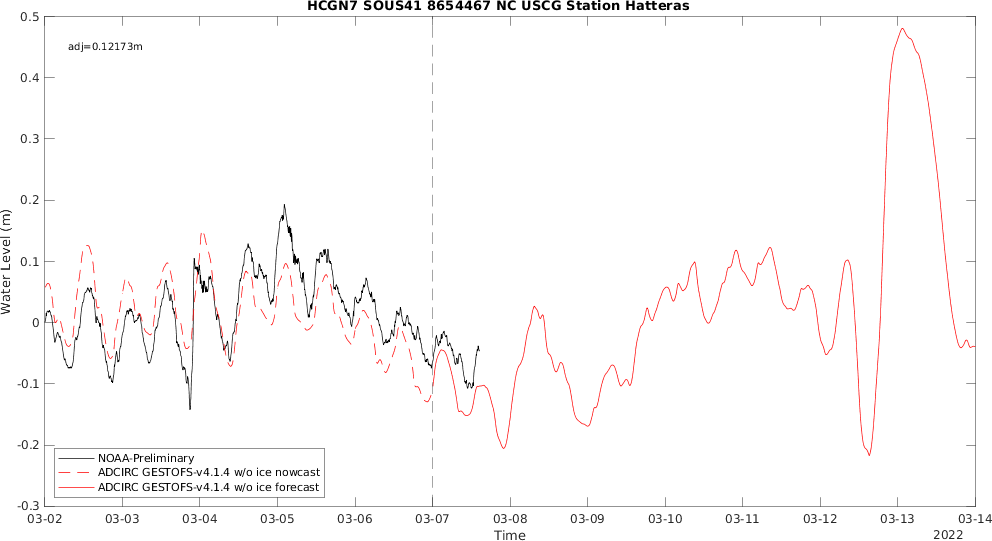 HCGN7 SOUS41 8654467 NC USCG Station Hatteras
adj=0.12173m
0.5
0.4
0.3
0.2
0.1
0
-0.1
-0.2
-0.3
Water Level (m)
NOAA-Preliminary
ADCIRC GESTOFS-v4.1.4 w/o ice nowcast
ADCIRC GESTOFS-v4.1.4 w/o ice forecast
03-02 03-03 03-04 03-05 03-06 03-07 03-08 03-09 03-10 03-11 03-12 03-13 03-14
Time
2022